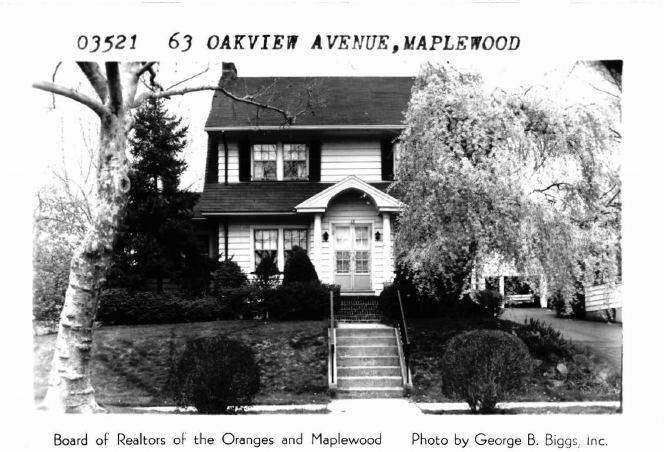 03521 63 OAKVIEW AVENUE, MAPLEWOOD
Board of Realtors of the Oranges and Maplewood Photo by George B. Biggs, Inc.